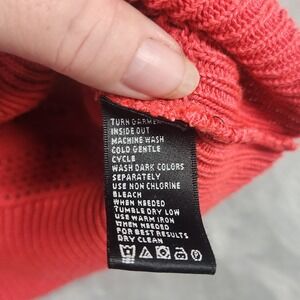 TURN GARMENT
INSIDE OUT
MACHINE WASH
COLD GENTLE
CYCLE
WASH DARK COLORS
SEPARATELY
USE NON CHLORINE
BLEACH
WHEN NEEDED
TUMBLE DRY LOW
USE WARM IRON
WHEN NEEDED
FOR BEST RESULTS
DRY CLEAN